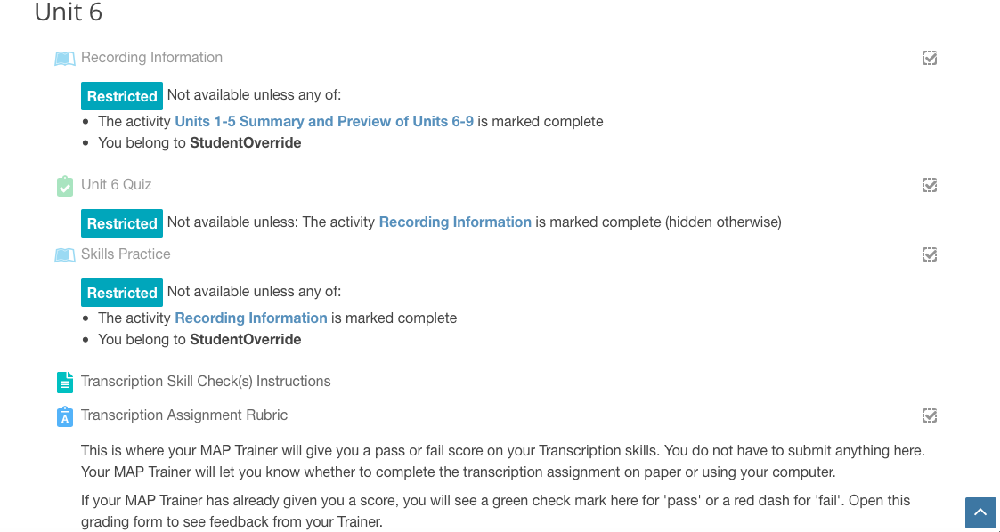 Unit 6
Recording Information
Restricted Not available unless any of:
• The activity Units 1-5 Summary and Preview of Units 6-9 is marked complete
• You belong to StudentOverride
Unit 6 Quiz
Restricted Not available unless: The activity Recording Information is marked complete (hidden otherwise)
Skills Practice
Restricted Not available unless any of:
• The activity Recording Information is marked complete
• You belong to StudentOverride
Transcription Skill Check(s) Instructions
Transcription Assignment Rubric
This is where your MAP Trainer will give you a pass or fail score on your Transcription skills. You do not have to submit anything here.
Your MAP Trainer will let you know whether to complete the transcription assignment on paper or using your computer.
If your MAP Trainer has already given you a score, you will see a green check mark here for 'pass' or a red dash for 'fail'. Open this
grading form to see feedback from your Trainer.